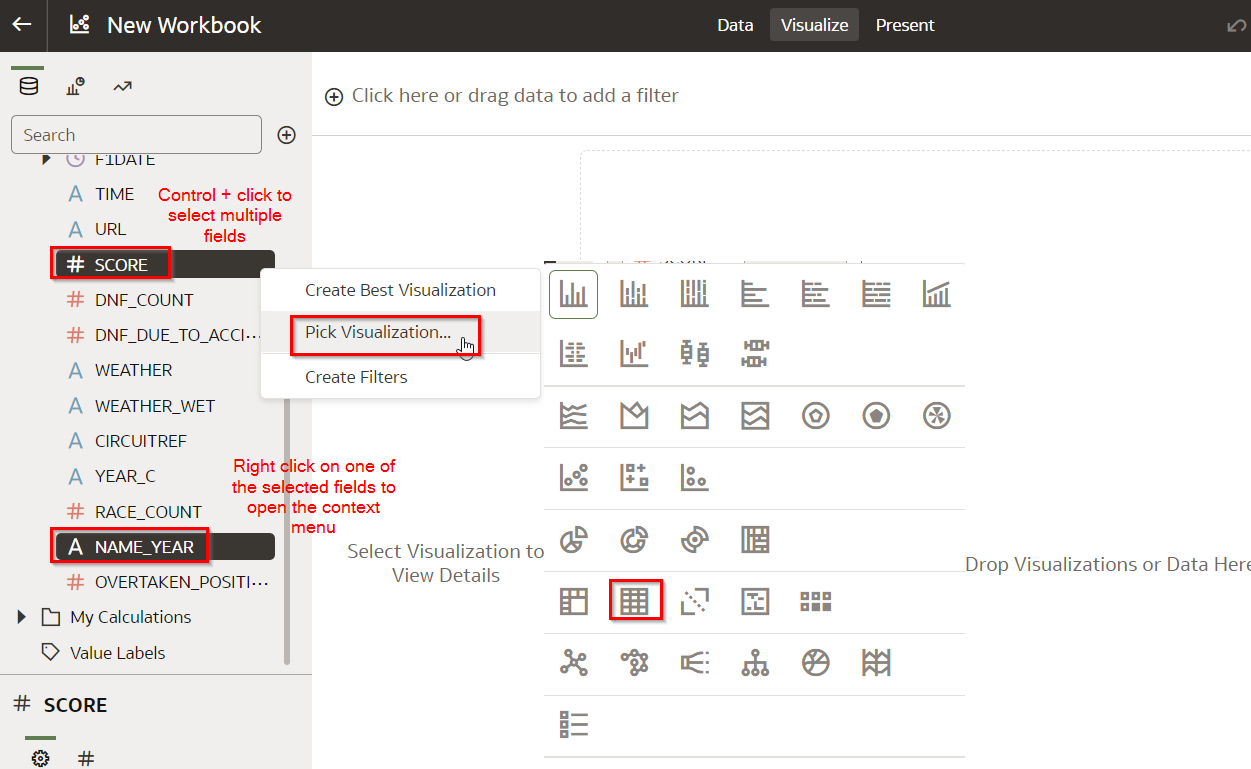 New Workbook
Data
Visualize
Present
Click here or drag data to add a filter
Search
F1DATE
TIME
URL
SCORE
DNF_COUNT
DNF_DUE_TO_ACCI...
WEATHER
WEATHER_WET
CIRCUITREF
YEAR_C
RACE_COUNT
NAME_YEAR
OVERTAKEN_POSITI...
My Calculations
Value Labels
SCORE
Control + click to
select multiple
fields
Create Best Visualization
Pick Visualization...
Create Filters
Right click on one of
the selected fields to
open the context
menu
Select Visualization to
View Details
Drop Visualizations or Data Here